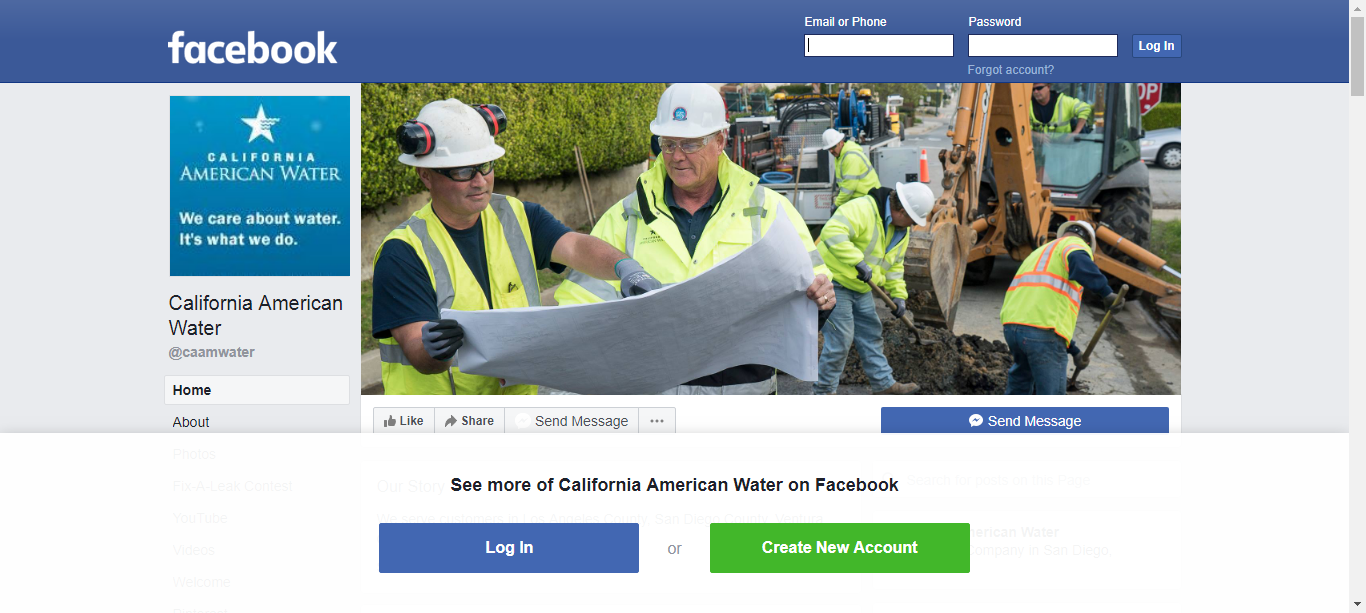 facebook
Email or Phone
Password
Log In
Forgot account?
CALIFORNIA
AMERICAN WATER
We care about water.
It's what we do.
OP
California American
Water
@caamwater
Home
About
Photos
Fix-A-Leak Contest
YouTube
Videos
Welcome
Like
Share
Send Message
...
Send Message
Our Story
See more of California American Water on Facebook
Search for posts on this Page
We serve customers in Los Angeles County, San Diego County, Ventura
American Water
Company in San Diego,
Log In
or
Create New Account